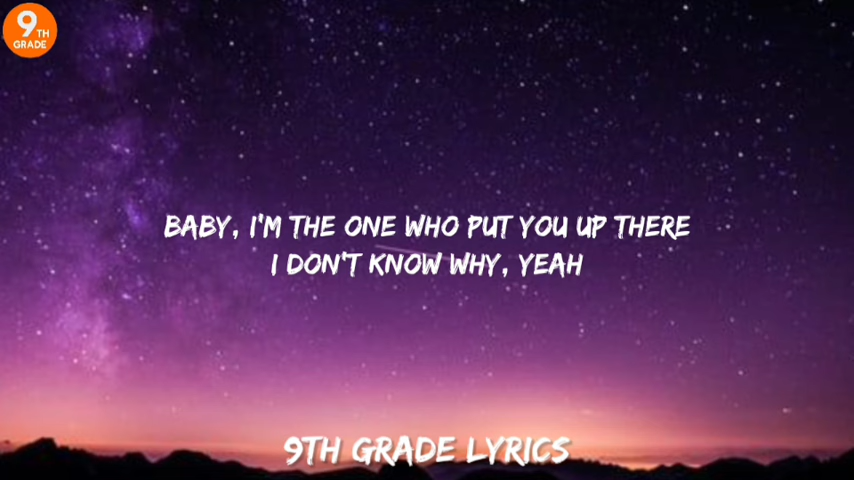 9TH
GRADE
BABY, I'M THE ONE WHO PUT YOU UP THERE
I DON'T KNOW WHY, YEAH
9TH GRADE LYRICS